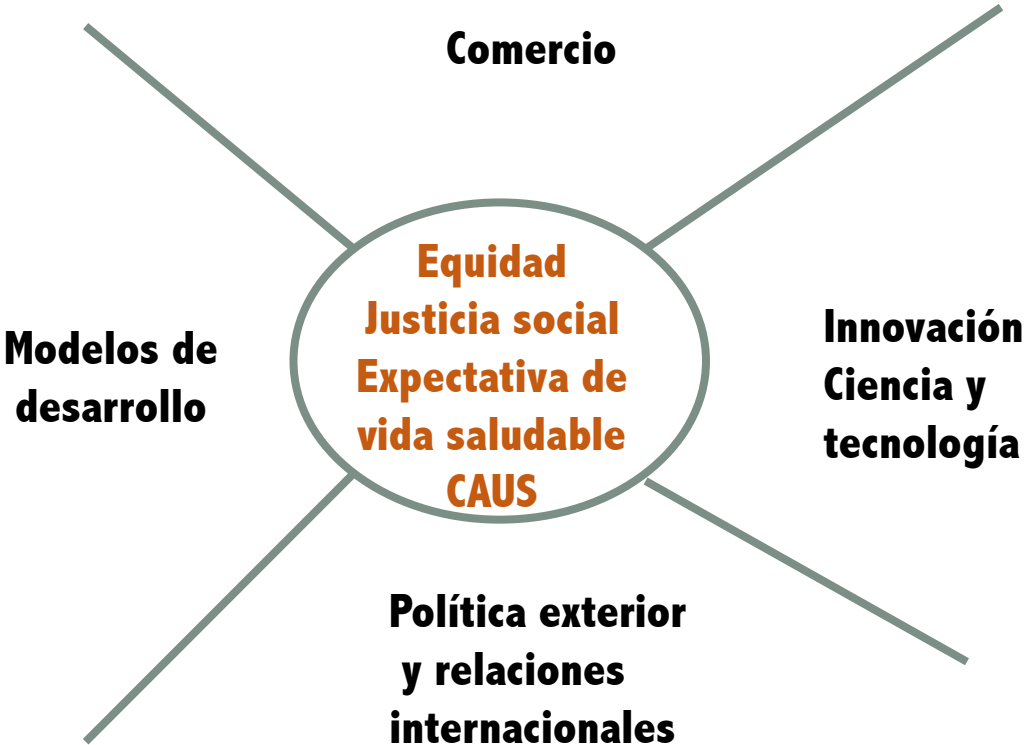 Comercio
Equidad
Justicia social
Expectativa de
vida saludable
CAUS
Modelos de
desarrollo
Innovación
Ciencia y
tecnología
Política exterior
y relaciones
internacionales